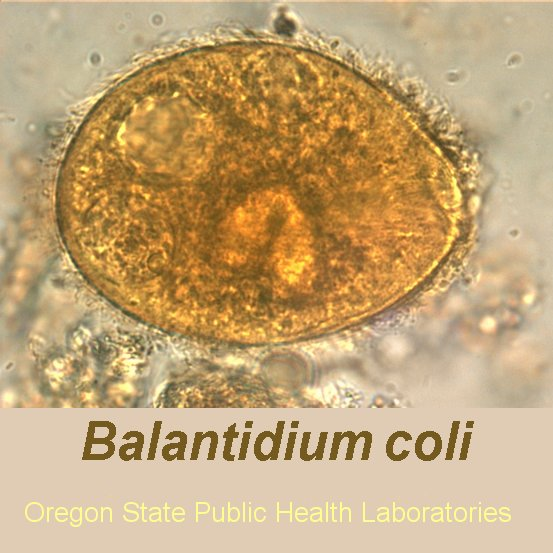 Balantidium coli
Oregon State Public Health Laboratories